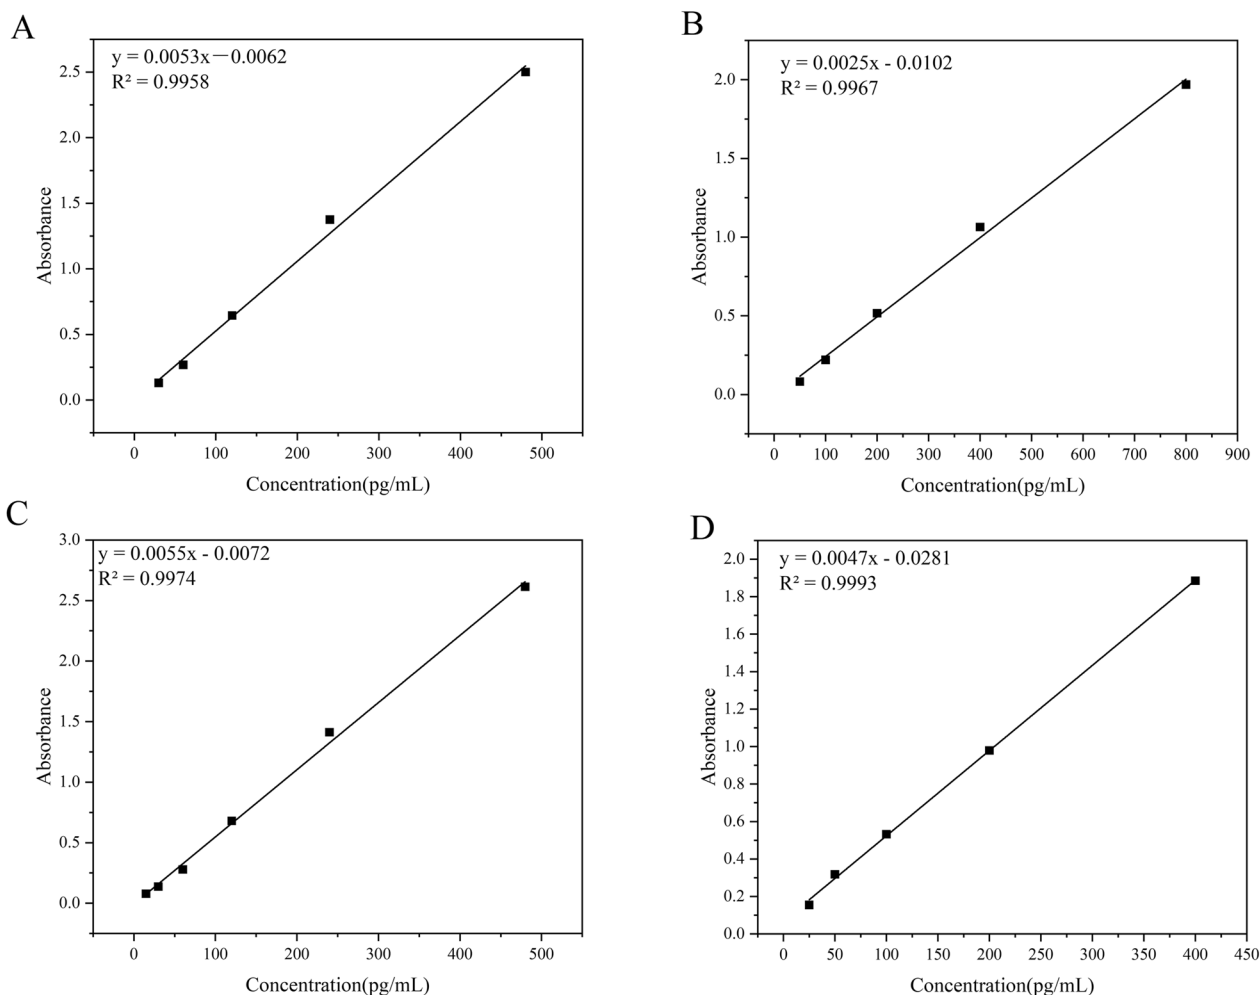 A
y = 0.0053x－0.0062
R² = 0.9958
2.5
2.0
1.5
1.0
0.5
0.0
Absorbance
0 100 200 300 400 500
Concentration(pg/mL)
B
y = 0.0025x - 0.0102
R² = 0.9967
2.0
1.5
1.0
0.5
0.0
Absorbance
0 100 200 300 400 500 600 700 800 900
Concentration(pg/mL)
C
y = 0.0055x - 0.0072
R² = 0.9974
3.0
2.5
2.0
1.5
1.0
0.5
0.0
Absorbance
0 100 200 300 400 500
Concentration(pg/mL)
D
y = 0.0047x - 0.0281
R² = 0.9993
2.0
1.8
1.6
1.4
1.2
1.0
0.8
0.6
0.4
0.2
0.0
Absorbance
0 50 100 150 200 250 300 350 400 450
Concentration(pg/mL)